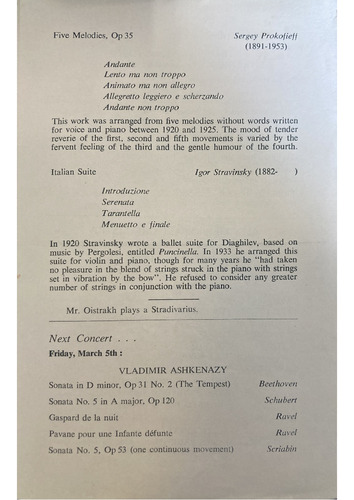 Five Melodies, Op 35 Sergey Prokofieff
(1891-1953)
Andante
Lento ma non troppo
Animato ma non allegro
Allegretto leggiero e scherzando
Andante non troppo
This work was arranged from five melodies without words written
for voice and piano between 1920 and 1925. The mood of tender
reverie of the first, second and fifth movements is varied by the
fervent feeling of the third and the gentle humour of the fourth.
Italian Suite Igor Stravinsky (1882- )
Introduzione
Serenata
Tarantella
Menuetto e finale
In 1920 Stravinsky wrote a ballet suite for Diaghilev, based on
music by Pergolesi, entitled Puncinella. In 1933 he arranged this
suite for violin and piano, though for many years he "had taken
no pleasure in the blend of strings struck in the piano with strings
set in vibration by the bow". He refused to consider any greater
number of strings in conjunction with the piano.
Mr. Oistrakh plays a Stradivarius.
Next Concert . . .
Friday, March 5th :
VLADIMIR ASHKENAZY
Sonata in D minor, Op 31 No. 2 (The Tempest) Beethoven
Sonata No. 5 in A major, Op 120 Schubert
Gaspard de la nuit Ravel
Pavane pour une Infante défunte Ravel
Sonata No. 5, Op 53 (one continuous movement) Scriabin